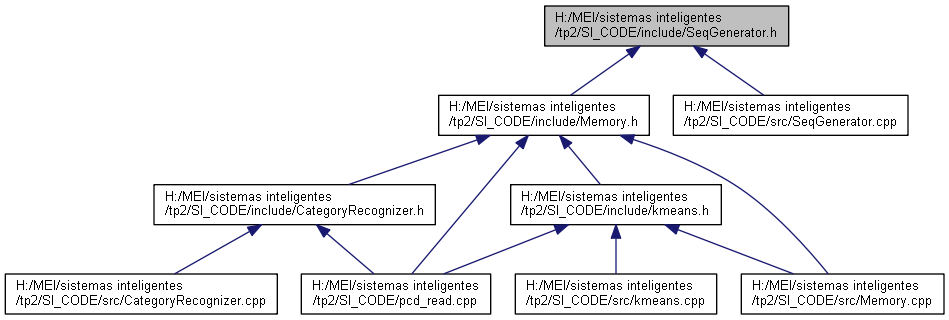 H:/MEI/sistemas inteligentes
/tp2/SI_CODE/include/SeqGenerator.h
H:/MEI/sistemas inteligentes
/tp2/SI_CODE/include/Memory.h
H:/MEI/sistemas inteligentes
/tp2/SI_CODE/src/SeqGenerator.cpp
H:/MEI/sistemas inteligentes
/tp2/SI_CODE/include/CategoryRecognizer.h
H:/MEI/sistemas inteligentes
/tp2/SI_CODE/include/kmeans.h
H:/MEI/sistemas inteligentes
/tp2/SI_CODE/src/CategoryRecognizer.cpp
H:/MEI/sistemas inteligentes
/tp2/SI_CODE/pcd_read.cpp
H:/MEI/sistemas inteligentes
/tp2/SI_CODE/src/kmeans.cpp
H:/MEI/sistemas inteligentes
/tp2/SI_CODE/src/Memory.cpp